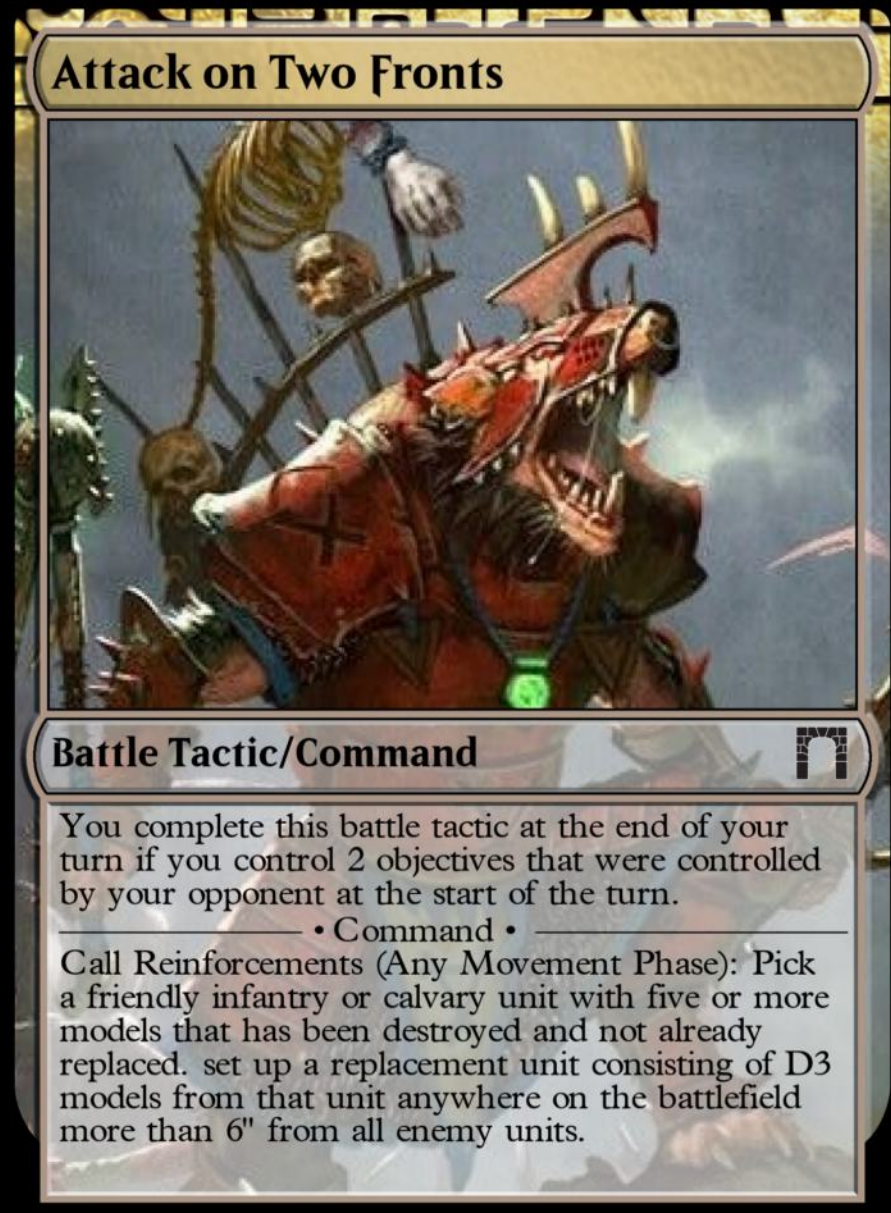 Attack on Two Fronts
Battle Tactic/Command
You complete this battle tactic at the end of your
turn if you control 2 objectives that were controlled
by your opponent at the start of the turn.
• Command •
Call Reinforcements (Any Movement Phase): Pick
a friendly infantry or calvary unit with five or more
models that has been destroyed and not already
replaced. set up a replacement unit consisting of D3
models from that unit anywhere on the battlefield
more than 6" from all enemy units.